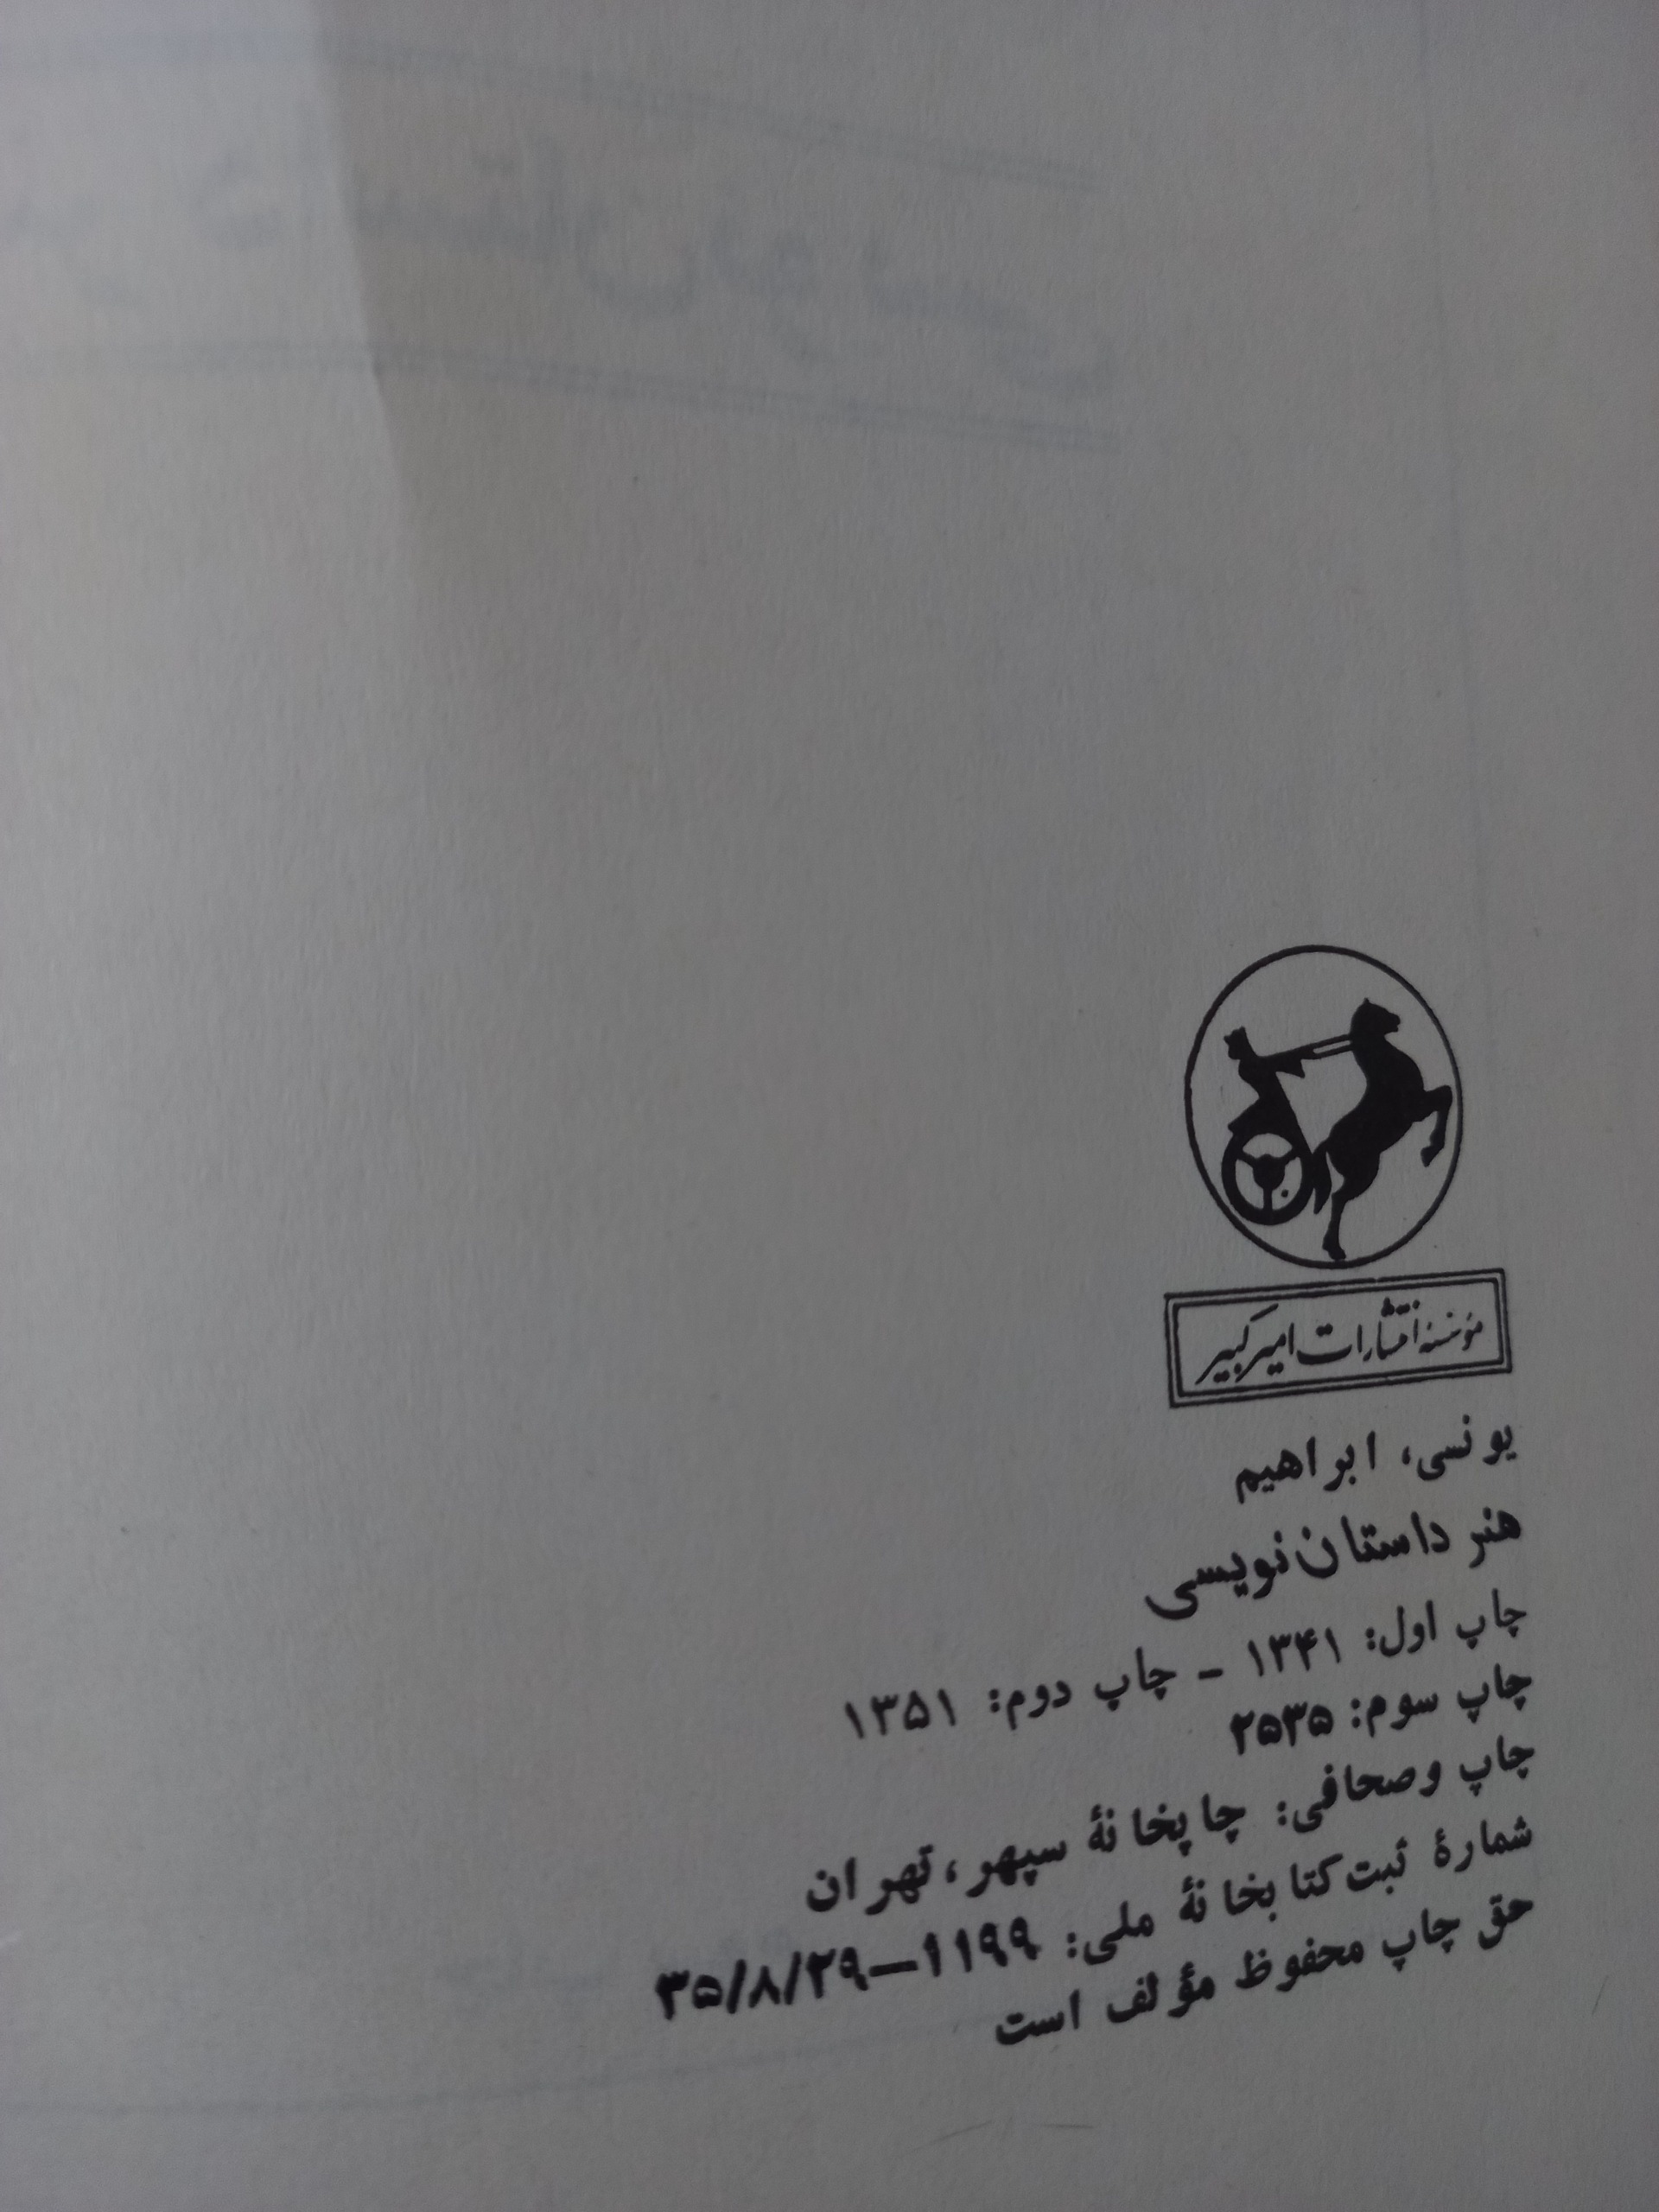 مؤسسه انتشارات امیرکبیر
یونسی، ابراهیم
هنر داستان‌نویسی
چاپ اول: ۱۳۴۱ - چاپ دوم: ۱۳۵۱
چاپ سوم: ۲۵۳۵
چاپ و صحافی: چاپخانهٔ سپهر، تهران
شمارهٔ ثبت کتابخانهٔ ملی: ۱۱۹۹–۳۵/۸/۲۹
حق چاپ محفوظ مؤلف است